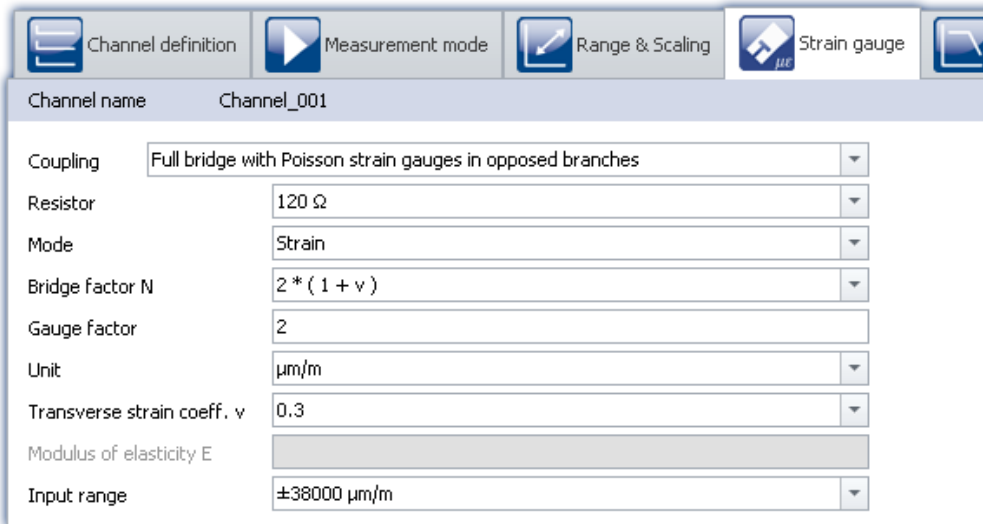 Channel definition Measurement mode Range & Scaling με Strain gauge
Channel name Channel_001
Coupling Full bridge with Poisson strain gauges in opposed branches
Resistor 120 Ω
Mode Strain
Bridge factor N 2 * ( 1 + v )
Gauge factor 2
Unit µm/m
Transverse strain coeff. v 0.3
Modulus of elasticity E
Input range ±38000 µm/m